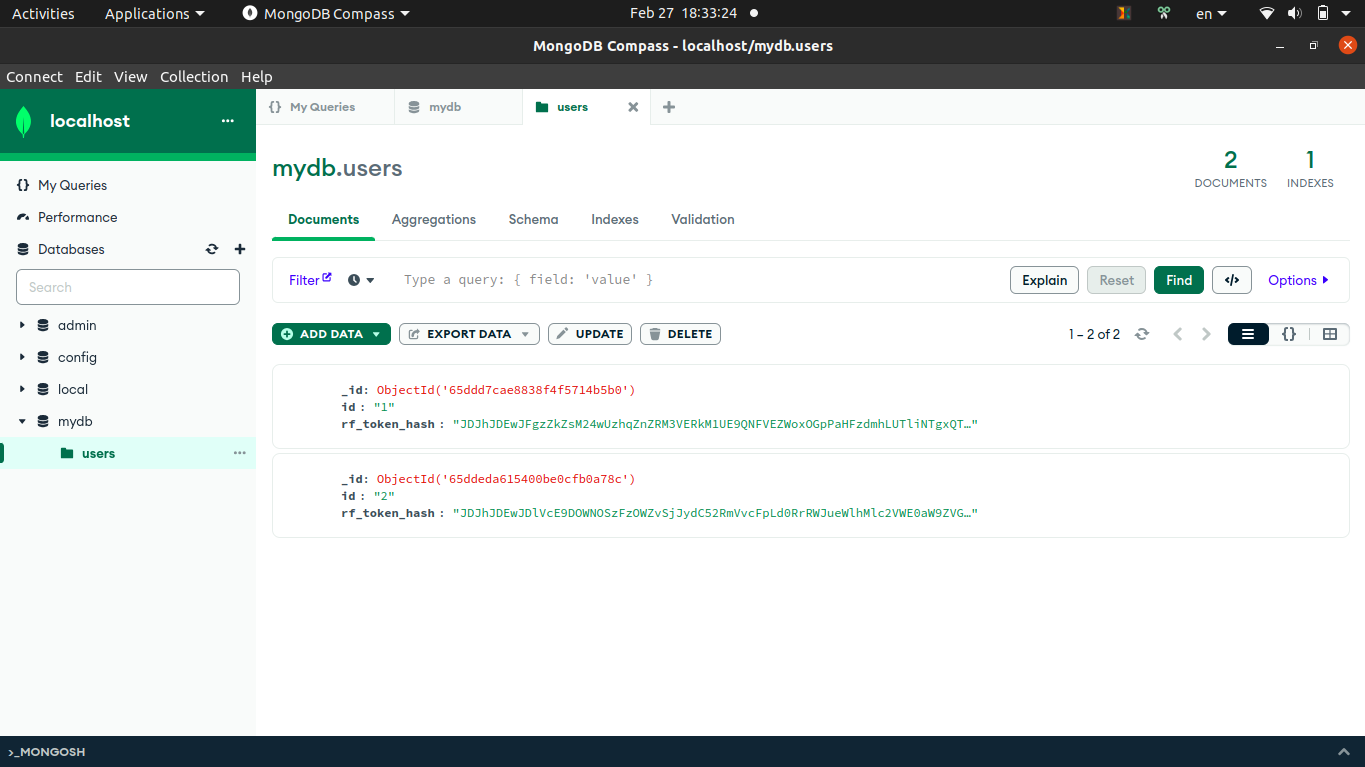 Activities Applications MongoDB Compass Feb 27 18:33:24 en
MongoDB Compass - localhost/mydb.users
Connect Edit View Collection Help
localhost
My Queries
Performance
Databases
Search
admin
config
local
mydb
users
{} My Queries mydb users
mydb.users
2 1
DOCUMENTS INDEXES
Documents Aggregations Schema Indexes Validation
Filter Type a query: { field: 'value' } Explain Reset Find </> Options
ADD DATA EXPORT DATA UPDATE DELETE 1 – 2 of 2 {}
_id: ObjectId('65ddd7cae8838f4f5714b5b0')
id : "1"
rf_token_hash : "JDJhJDEwJFgzZkZsM24wUzhqZnZRM3VERkM1UE9QNFVEZWoxOGpPaHFzdmhLUTliNTgxQT…"
_id: ObjectId('65ddeda615400be0cfb0a78c')
id : "2"
rf_token_hash : "JDJhJDEwJDlVcE9DOWNOSzFzOWZvSjJydC52RmVvcFpLd0RrRWJueWlhMlc2VWE0aW9ZVG…"
>_MONGOSH